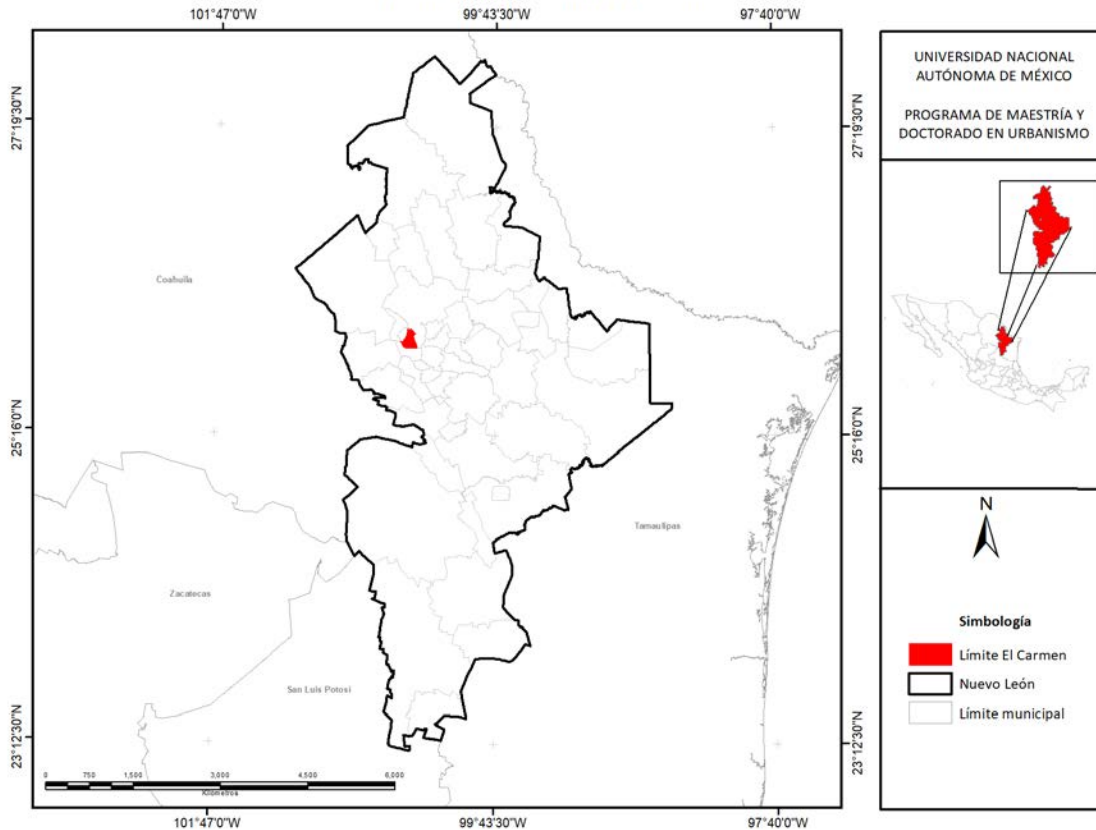 101°47'0"W
99°43'30"W
97°40'0"W
27°19'30"N
27°19'30"N
25°16'0"N
25°16'0"N
23°12'30"N
23°12'30"N
Coahuila
Tamaulipas
Zacatecas
San Luis Potosí
0 750 1,500 3,000 4,500 6,000
Kilómetros
101°47'0"W
99°43'30"W
97°40'0"W
UNIVERSIDAD NACIONAL
AUTÓNOMA DE MÉXICO
PROGRAMA DE MAESTRÍA Y
DOCTORADO EN URBANISMO
N
Simbología
Límite El Carmen
Nuevo León
Límite municipal